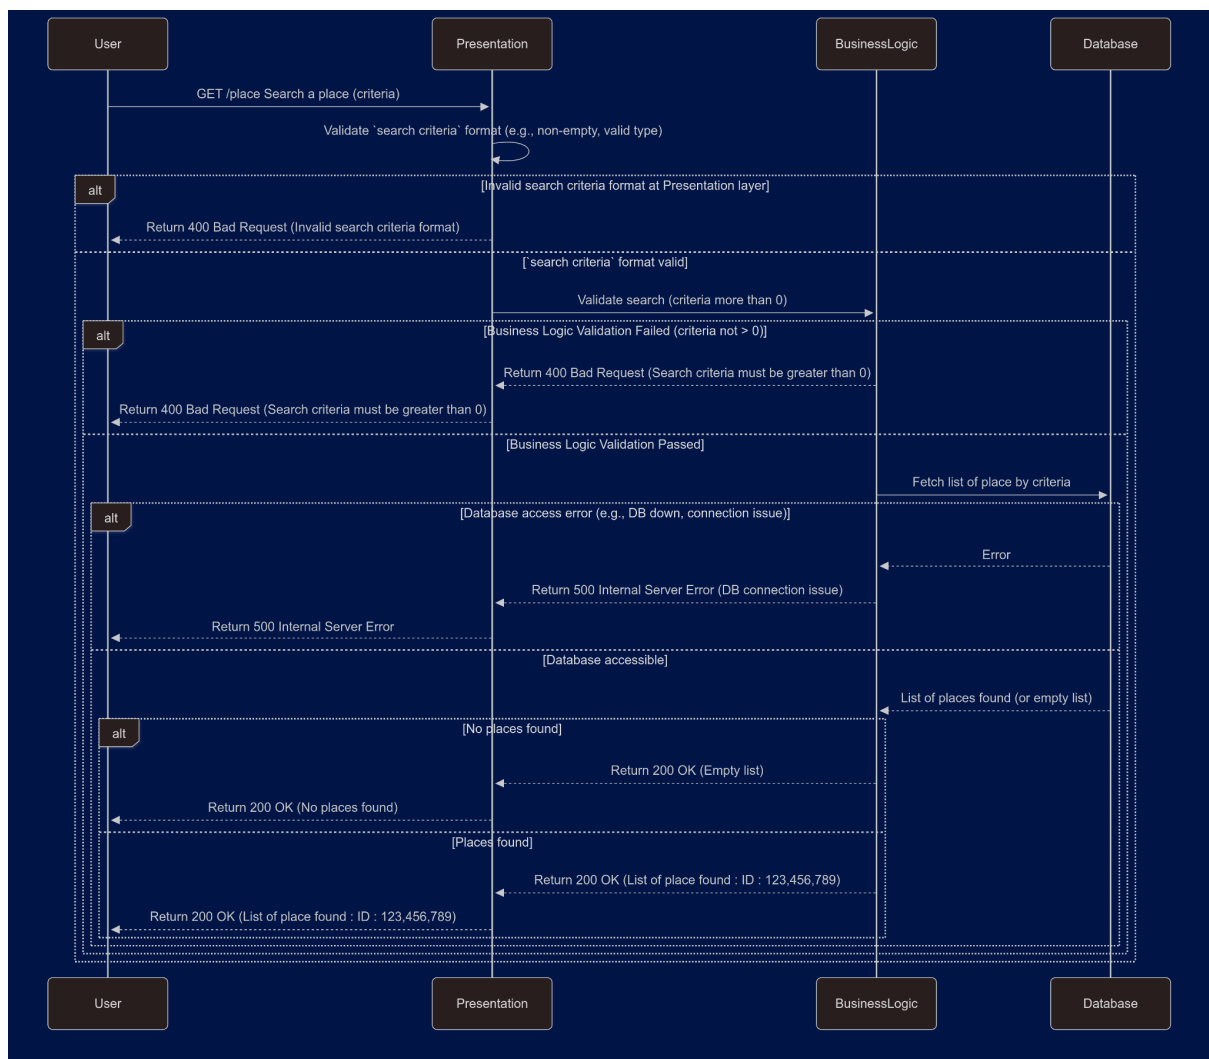 User
Presentation
BusinessLogic
Database
GET /place Search a place (criteria)
Validate `search criteria` format (e.g., non-empty, valid type)
alt
[Invalid search criteria format at Presentation layer]
Return 400 Bad Request (Invalid search criteria format)
[`search criteria` format valid]
Validate search (criteria more than 0)
alt
[Business Logic Validation Failed (criteria not > 0)]
Return 400 Bad Request (Search criteria must be greater than 0)
Return 400 Bad Request (Search criteria must be greater than 0)
[Business Logic Validation Passed]
Fetch list of place by criteria
alt
[Database access error (e.g., DB down, connection issue)]
Error
Return 500 Internal Server Error (DB connection issue)
Return 500 Internal Server Error
[Database accessible]
List of places found (or empty list)
alt
[No places found]
Return 200 OK (Empty list)
Return 200 OK (No places found)
[Places found]
Return 200 OK (List of place found : ID : 123,456,789)
Return 200 OK (List of place found : ID : 123,456,789)
User
Presentation
BusinessLogic
Database